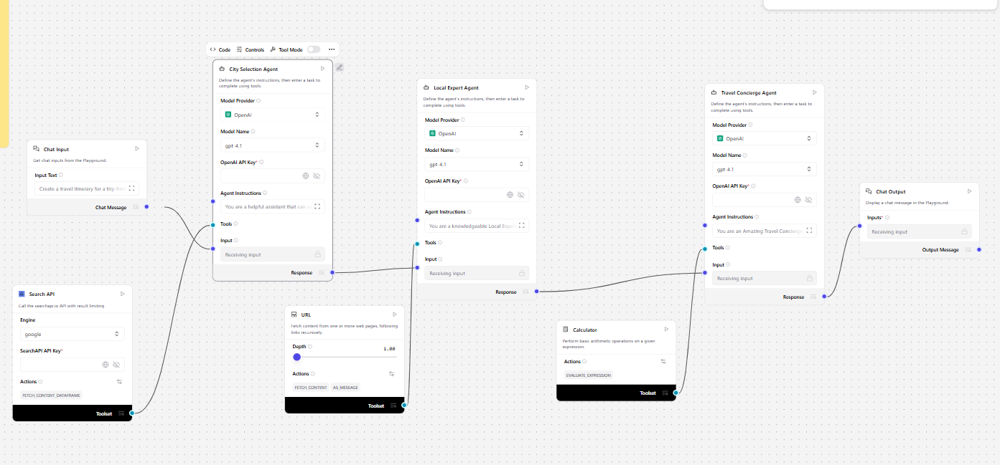 Code
Controls
Tool Mode
City Selection Agent
Define the agent's instructions, then enter a task to
complete using tools.
Model Provider
OpenAI
Model Name
gpt-4.1
OpenAI API Key*
Agent Instructions
You are a helpful assistant that can
Tools
Input
Receiving input
Response
Chat Input
Get chat inputs from the Playground.
Input Text
Create a travel itinerary for a trip
Chat Message
Search API
Call the searchapi.io API with result limiting
Engine
google
SearchAPI API Key*
Actions
FETCH_CONTENT_DATAFRAME
Toolset
Local Expert Agent
Define the agent's instructions, then enter a task to
complete using tools.
Model Provider
OpenAI
Model Name
gpt-4.1
OpenAI API Key*
Agent Instructions
You are a knowledgeable Local
Tools
Input
Receiving input
Response
URL
Fetch content from one or more web pages, following
links recursively.
Depth
1.00
Actions
FETCH_CONTENT
AS_MESSAGE
Toolset
Travel Concierge Agent
Define the agent's instructions, then enter a task to
complete using tools.
Model Provider
OpenAI
Model Name
gpt-4.1
OpenAI API Key*
Agent Instructions
You are an Amazing Travel Concierge
Tools
Input
Receiving input
Response
Calculator
Perform basic arithmetic operations on a given
expression.
Actions
EVALUATE_EXPRESSION
Toolset
Chat Output
Display a chat message in the Playground.
Inputs*
Receiving input
Output Message